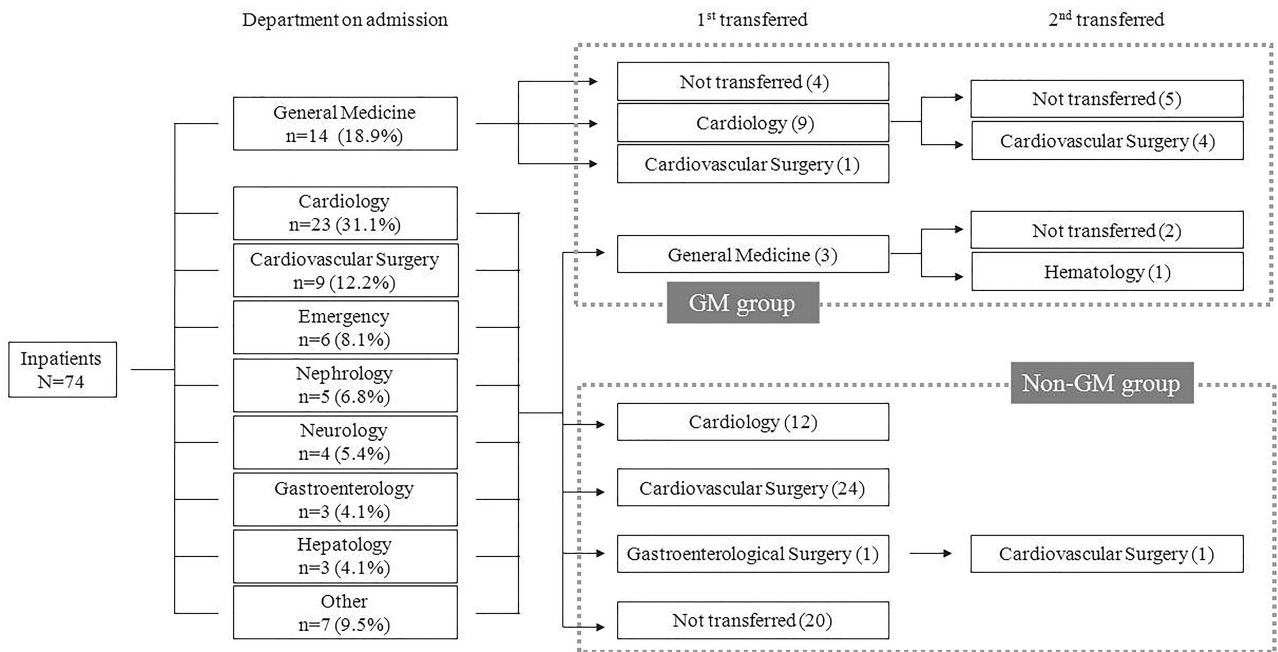 Department on admission
1st transferred
2nd transferred
Inpatients
N=74
General Medicine
n=14 (18.9%)
Cardiology
n=23 (31.1%)
Cardiovascular Surgery
n=9 (12.2%)
Emergency
n=6 (8.1%)
Nephrology
n=5 (6.8%)
Neurology
n=4 (5.4%)
Gastroenterology
n=3 (4.1%)
Hepatology
n=3 (4.1%)
Other
n=7 (9.5%)
Not transferred (4)
Cardiology (9)
Cardiovascular Surgery (1)
Not transferred (5)
Cardiovascular Surgery (4)
General Medicine (3)
Not transferred (2)
Hematology (1)
GM group
Non-GM group
Cardiology (12)
Cardiovascular Surgery (24)
Gastroenterological Surgery (1)
Cardiovascular Surgery (1)
Not transferred (20)